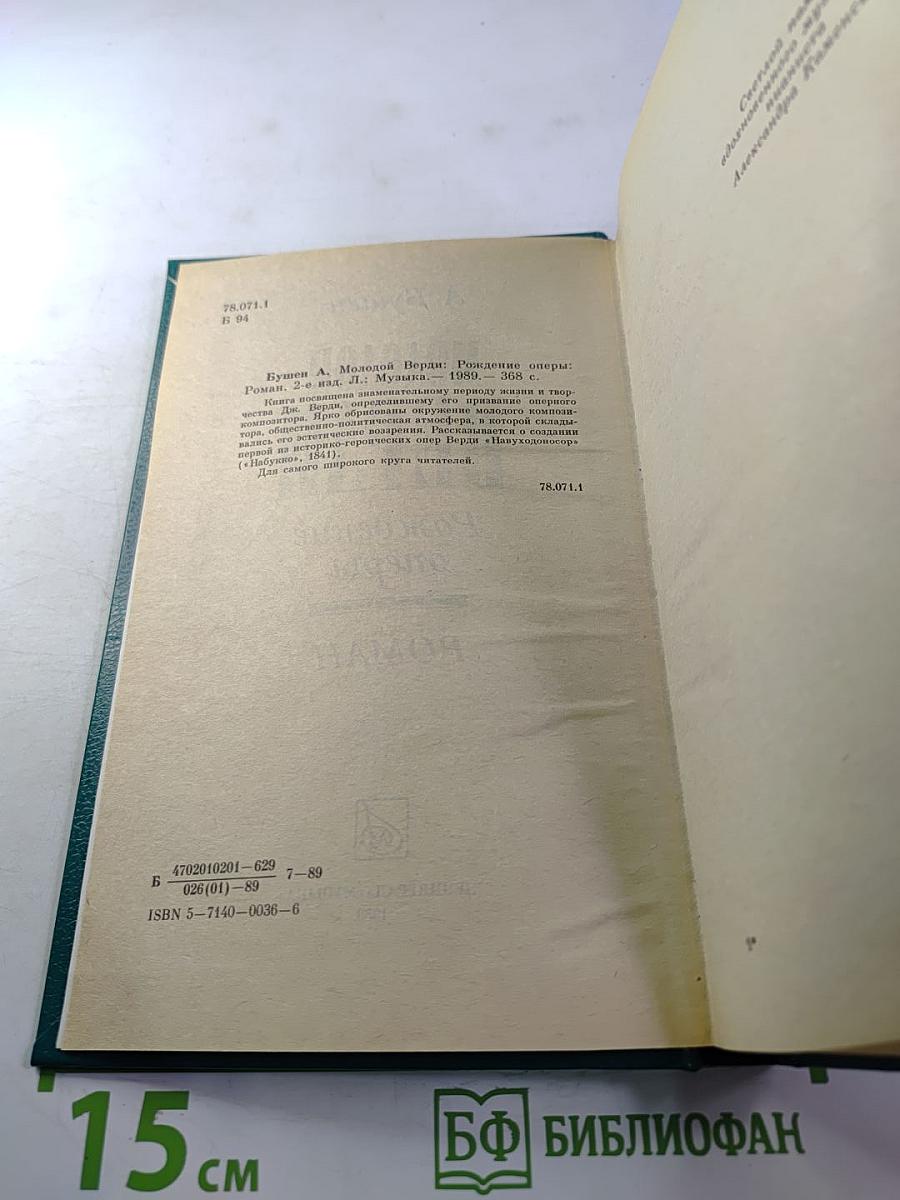 78.071.1
Б 94
Бушен А. Молодой Верди: Рождение оперы:
Роман. 2-е изд. Л.: Музыка.— 1989.— 368 с.
Книга посвящена знаменательному периоду жизни и твор-
чества Дж. Верди, определившему его призвание оперного
композитора. Ярко обрисованы окружение молодого компози-
тора, общественно-политическая атмосфера, в которой склады-
вались его эстетические воззрения. Рассказывается о создании
первой из историко-героических опер Верди «Навуходоносор»
(«Набукко», 1841).
Для самого широкого круга читателей.
78.071.1
Б 4702010201—629 7—89
026(01)—89
ISBN 5—7140—0036—6
Светлой
вдохновенного
пианиста
Александра
15 см
БФ БИБЛИОФАН